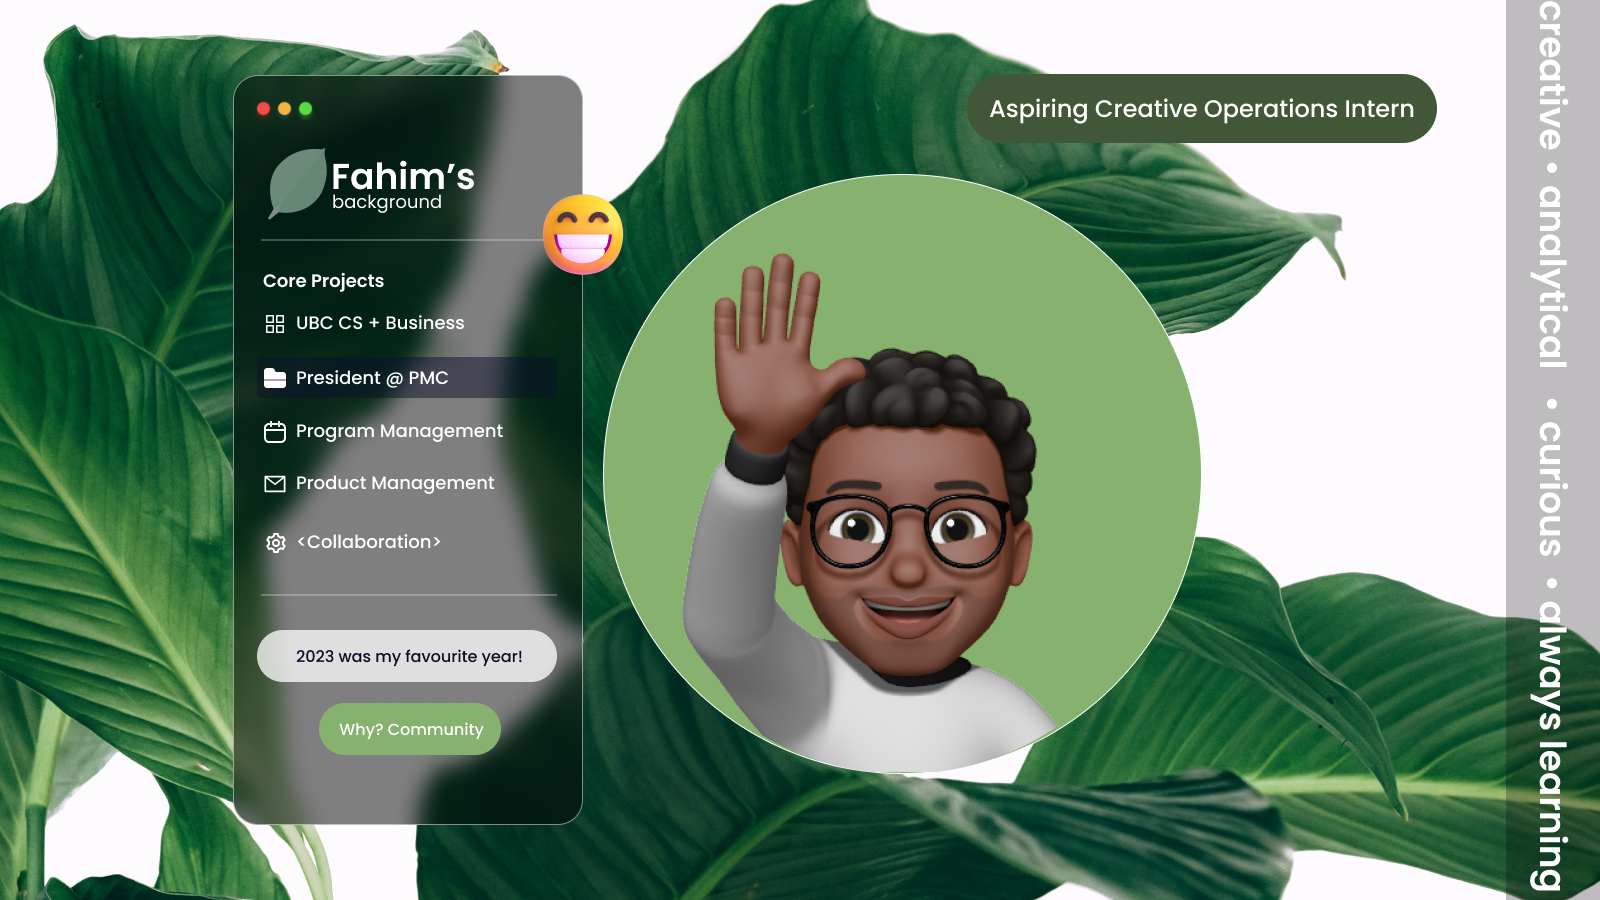 Fahim’s
background
Core Projects
UBC CS + Business
President @ PMC
Program Management
Product Management
<Collaboration>
2023 was my favourite year!
Why? Community
Aspiring Creative Operations Intern
creative • analytical • curious • always learning